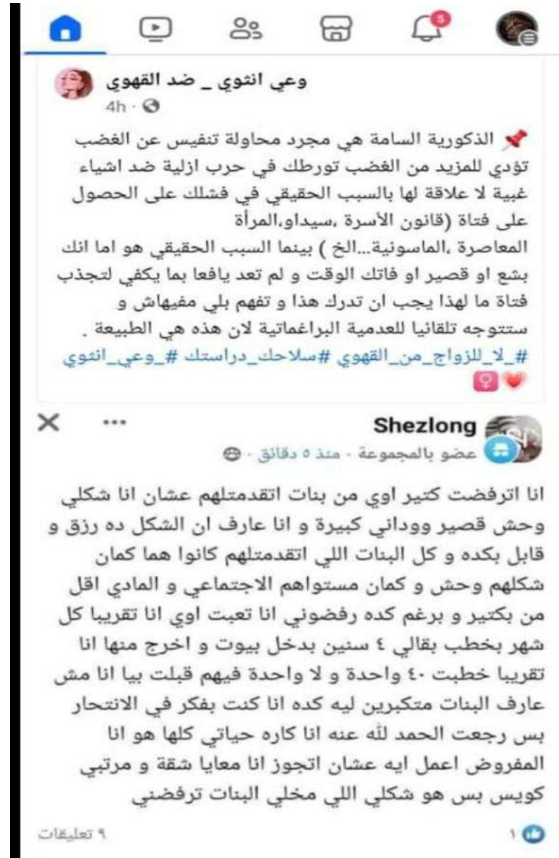 5
وعي انثوي _ ضد القهوي
4h ·
الذكورية السامة هي مجرد محاولة تنفيس عن الغضب
تؤدي للمزيد من الغضب تورطك في حرب ازلية ضد اشياء
غبية لا علاقة لها بالسبب الحقيقي في فشلك على الحصول
على فتاة (قانون الأسرة ,سيداو,المرأة
المعاصرة ,الماسونية...الخ ) بينما السبب الحقيقي هو اما انك
بشع او قصير او فاتك الوقت و لم تعد يافعا بما يكفي لتجذب
فتاة ما لهذا يجب ان تدرك هذا و تفهم بلي مفيهاش و
ستتوجه تلقانيا للعدمية البراغماتية لان هذه هي الطبيعة .
#_لا_للزواج_من_القهوي #سلاحك_دراستك #_وعي_انثوي
Shezlong
عضو بالمجموعة · منذ ٥ دقائق ·
انا اترفضت كتير اوي من بنات اتقدمتلهم عشان انا شكلي
وحش قصير ووداني كبيرة و انا عارف ان الشكل ده رزق و
قابل بكده و كل البنات اللي اتقدمتلهم كانوا هما كمان
شكلهم وحش و كمان مستواهم الاجتماعي و المادي اقل
من بكتير و برغم كده رفضوني انا تعبت اوي انا تقريبا كل
شهر بخطب بقالي ٤ سنين بدخل بيوت و اخرج منها انا
تقريبا خطبت ٤٠ واحدة و لا واحدة فيهم قبلت بيا انا مش
عارف البنات متكبرين ليه كده انا كنت بفكر في الانتحار
بس رجعت الحمد لله عنه انا كاره حياتي كلها هو انا
المفروض اعمل ايه عشان اتجوز انا معايا شقة و مرتبي
كويس بس هو شكلي اللي مخلي البنات ترفضني
١
٩ تعليقات